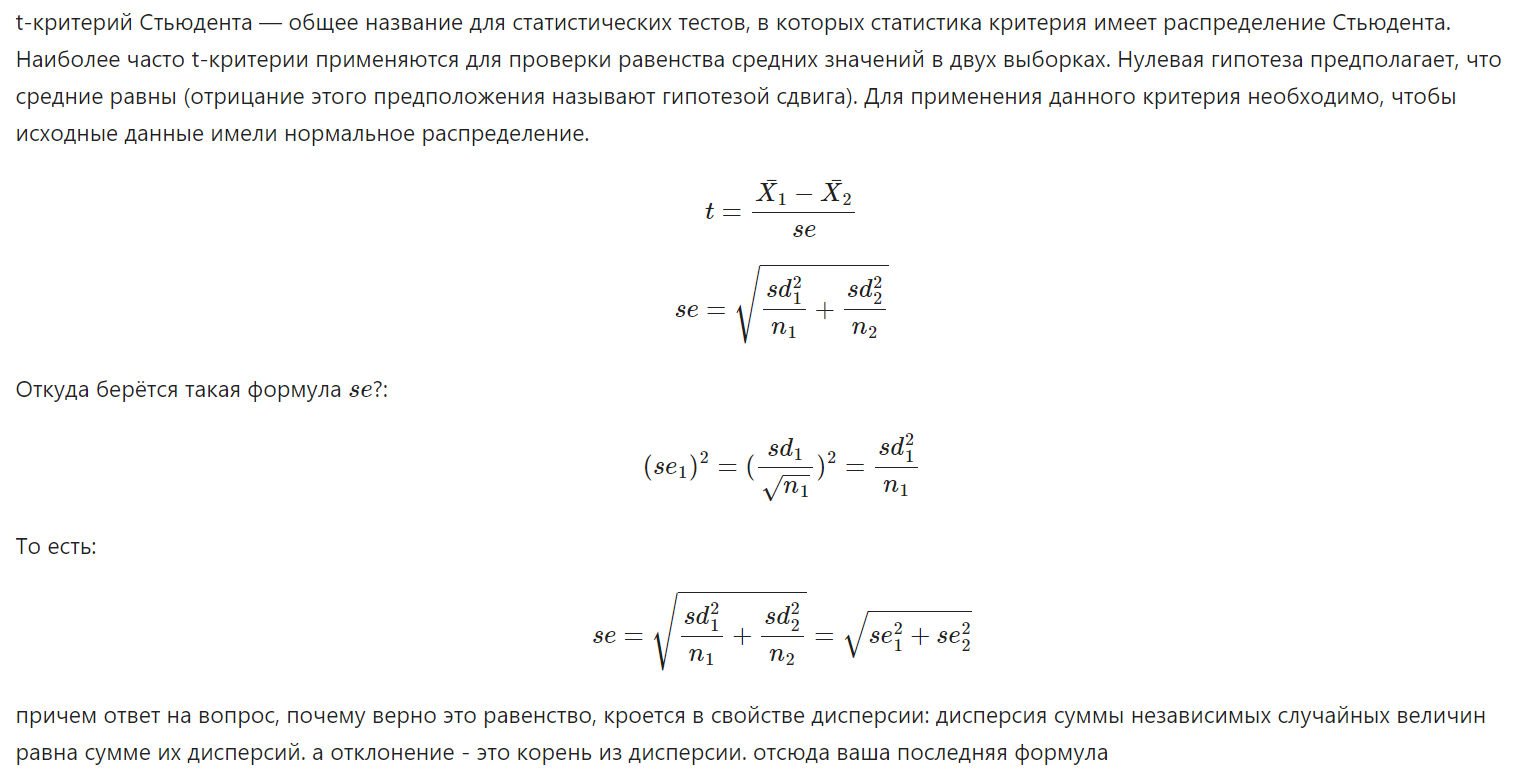 t-критерий Стьюдента — общее название для статистических тестов, в которых статистика критерия имеет распределение Стьюдента.
Наиболее часто t-критерии применяются для проверки равенства средних значений в двух выборках. Нулевая гипотеза предполагает, что
средние равны (отрицание этого предположения называют гипотезой сдвига). Для применения данного критерия необходимо, чтобы
исходные данные имели нормальное распределение.
t = \frac{\bar{X}_1 - \bar{X}_2}{se}
se = \sqrt{\frac{sd_1^2}{n_1} + \frac{sd_2^2}{n_2}}
Откуда берётся такая формула se?:
(se_1)^2 = (\frac{sd_1}{\sqrt{n_1}})^2 = \frac{sd_1^2}{n_1}
То есть:
se = \sqrt{\frac{sd_1^2}{n_1} + \frac{sd_2^2}{n_2}} = \sqrt{se_1^2 + se_2^2}
причем ответ на вопрос, почему верно это равенство, кроется в свойстве дисперсии: дисперсия суммы независимых случайных величин
равна сумме их дисперсий. а отклонение - это корень из дисперсии. отсюда ваша последняя формула